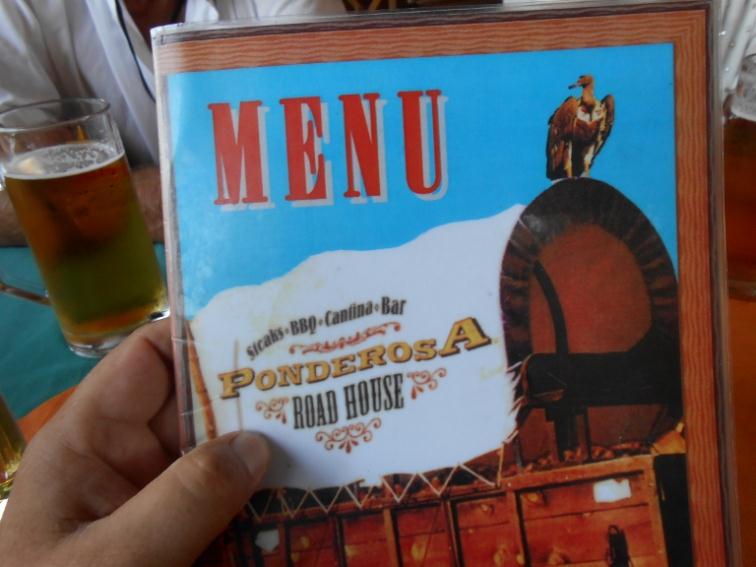 MENU
Steaks•BBQ•Cantina•Bar
PONDEROSA
ROAD HOUSE